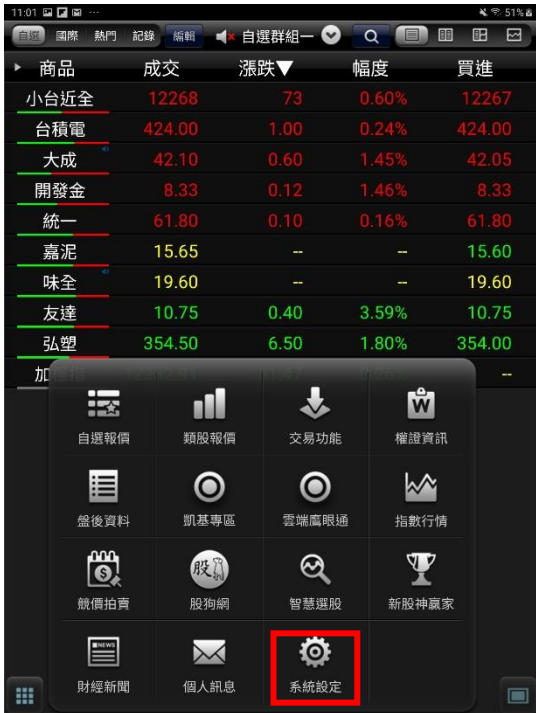 11:01 51%
自選 國際 熱門 記錄 編輯 自選群組一
商品 成交 漲跌▼ 幅度 買進
小台近全 12268 73 0.60% 12267
台積電 424.00 1.00 0.24% 424.00
大成 42.10 0.60 1.45% 42.05
開發金 8.33 0.12 1.46% 8.33
統一 61.80 0.10 0.16% 61.80
嘉泥 15.65 -- -- 15.60
味全 19.60 -- -- 19.60
友達 10.75 0.40 3.59% 10.75
弘塑 354.50 6.50 1.80% 354.00
加 --
自選報價 類股報價 交易功能 權證資訊
盤後資料 凱基專區 雲端鷹眼通 指數行情
競價拍賣 股狗網 智慧選股 新股神贏家
財經新聞 個人訊息 系統設定